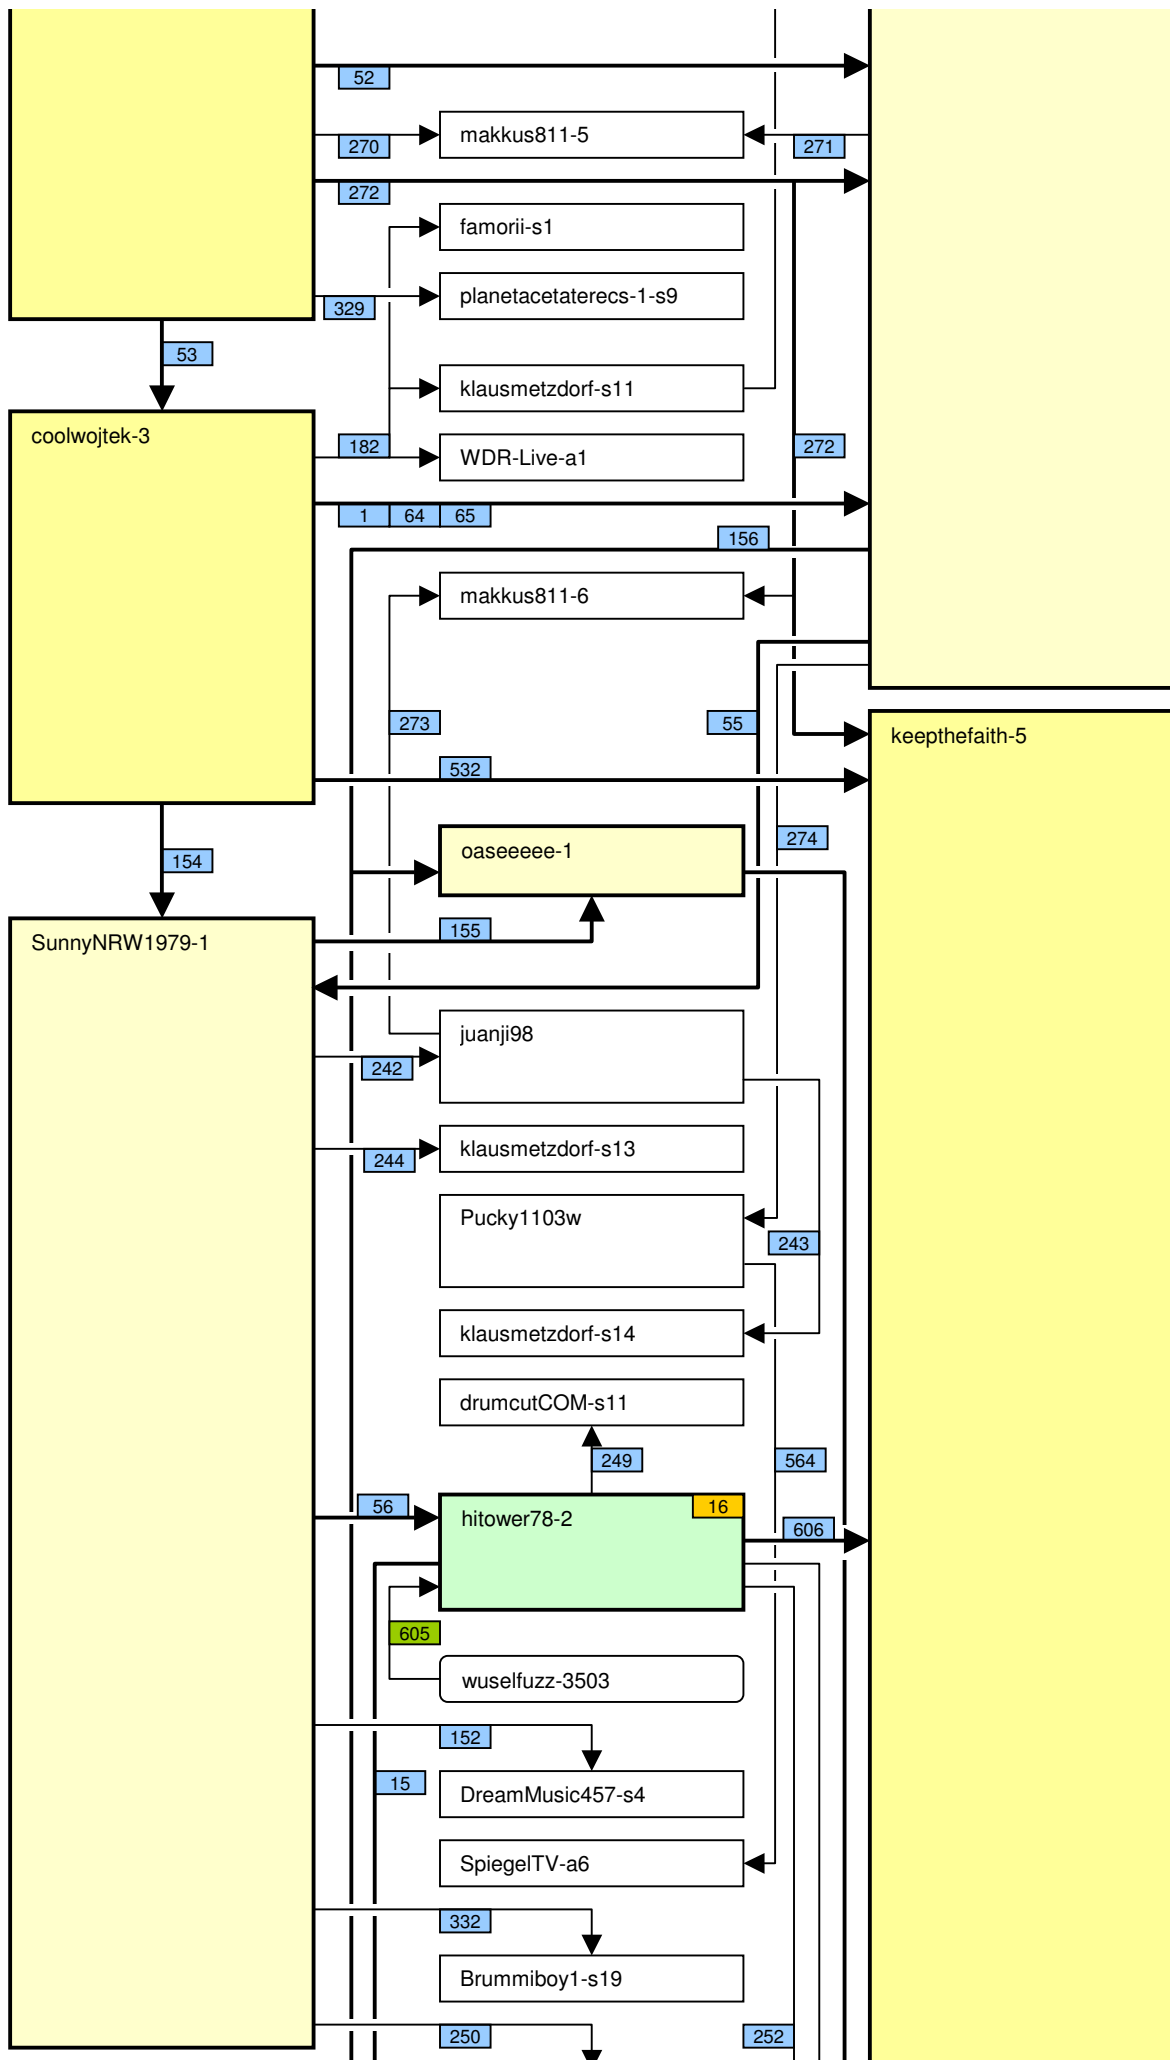 52
makkus811-5
270
271
272
famorii-s1
planetacetaterecs-1-s9
329
53
klausmetzdorf-s11
coolwojtek-3
182
WDR-Live-a1
272
1
64
65
156
makkus811-6
273
55
keepthefaith-5
532
oaseeeee-1
274
154
155
SunnyNRW1979-1
juanji98
242
klausmetzdorf-s13
244
Pucky1103w
243
klausmetzdorf-s14
drumcutCOM-s11
249
564
56
16
hitower78-2
606
605
wuselfuzz-3503
152
15
DreamMusic457-s4
SpiegelTV-a6
332
Brummiboy1-s19
250
252